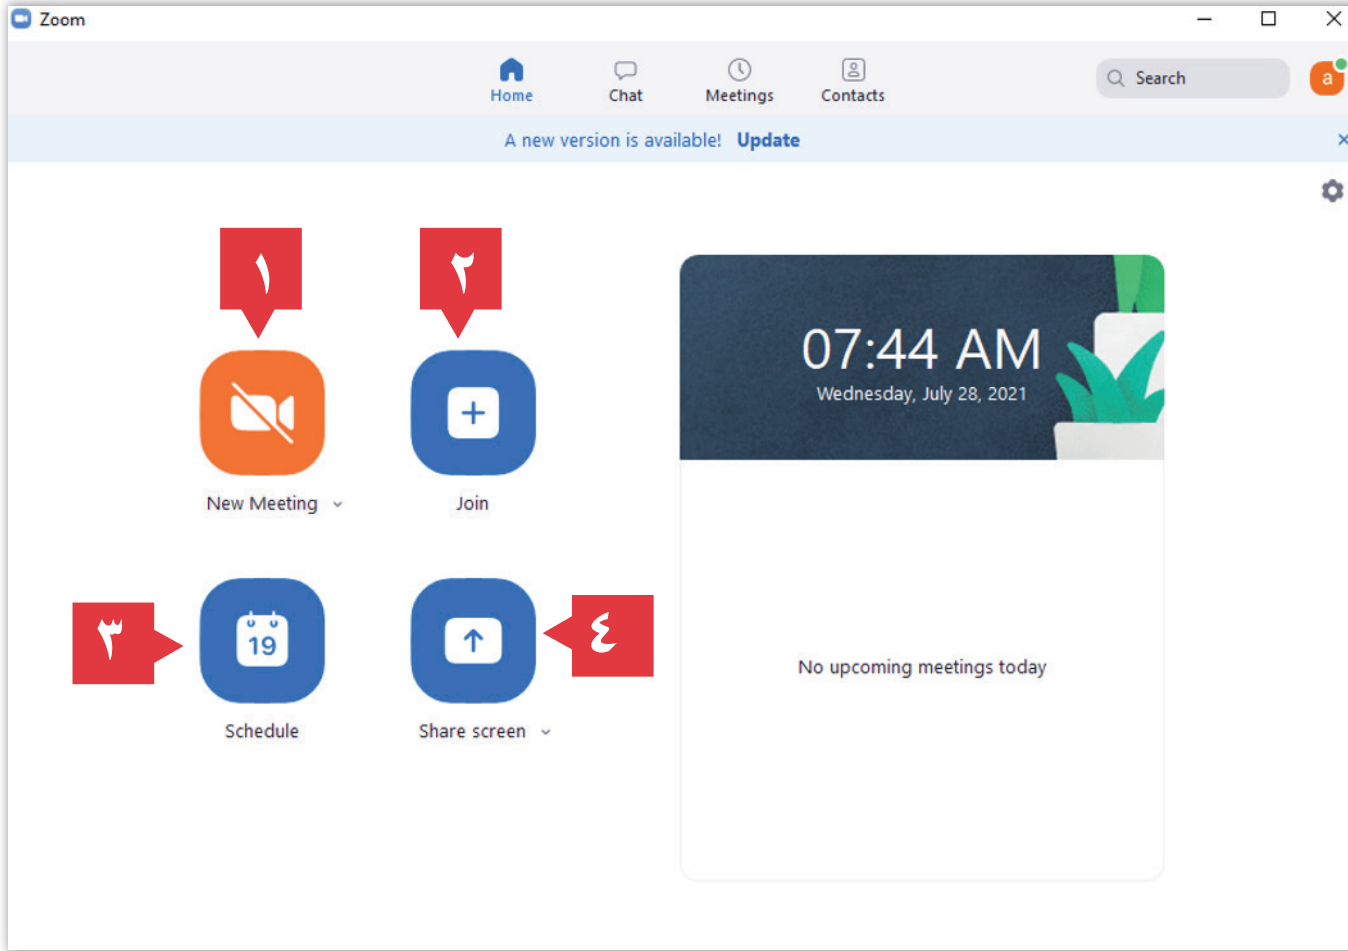 Zoom
Home Chat Meetings Contacts
Search
a
A new version is available! Update
١ ٢
07:44 AM
Wednesday, July 28, 2021
New Meeting Join
٣ 19 ٤
No upcoming meetings today
Schedule Share screen